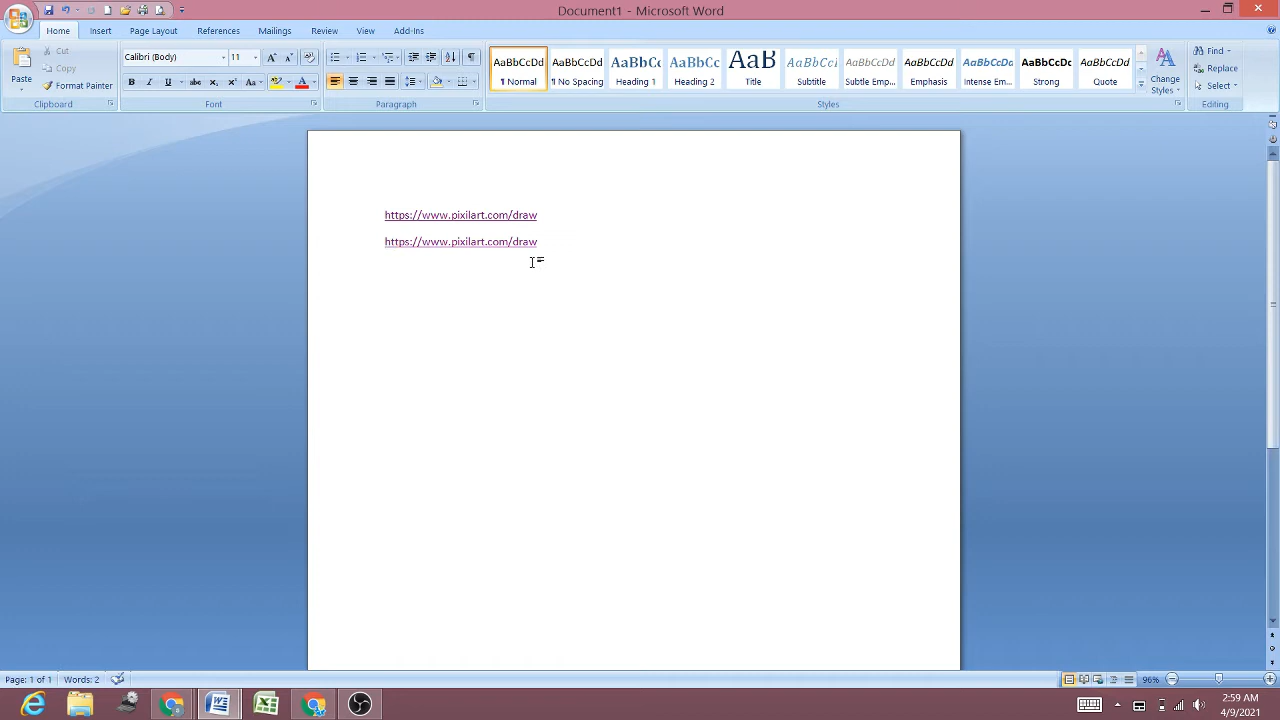 Document1 - Microsoft Word
Home Insert Page Layout References Mailings Review View Add-Ins
Paste
Cut
Copy
Format Painter
Clipboard
Calibri (Body) 11
Font
Paragraph
AaBbCcDd AaBbCcDd AaBbCc AaBbCc AaB AaBbCcI AaBbCcDd AaBbCcDd AaBbCcDd AaBbCcDd AaBbCcDd
¶ Normal ¶ No Spacing Heading 1 Heading 2 Title Subtitle Subtle Emp... Emphasis Intense Em... Strong Quote
Change
Styles
Styles
Find
Replace
Select
Editing
https://www.pixilart.com/draw
https://www.pixilart.com/draw
Page: 1 of 1 Words: 2 96%
2:59 AM
4/9/2021